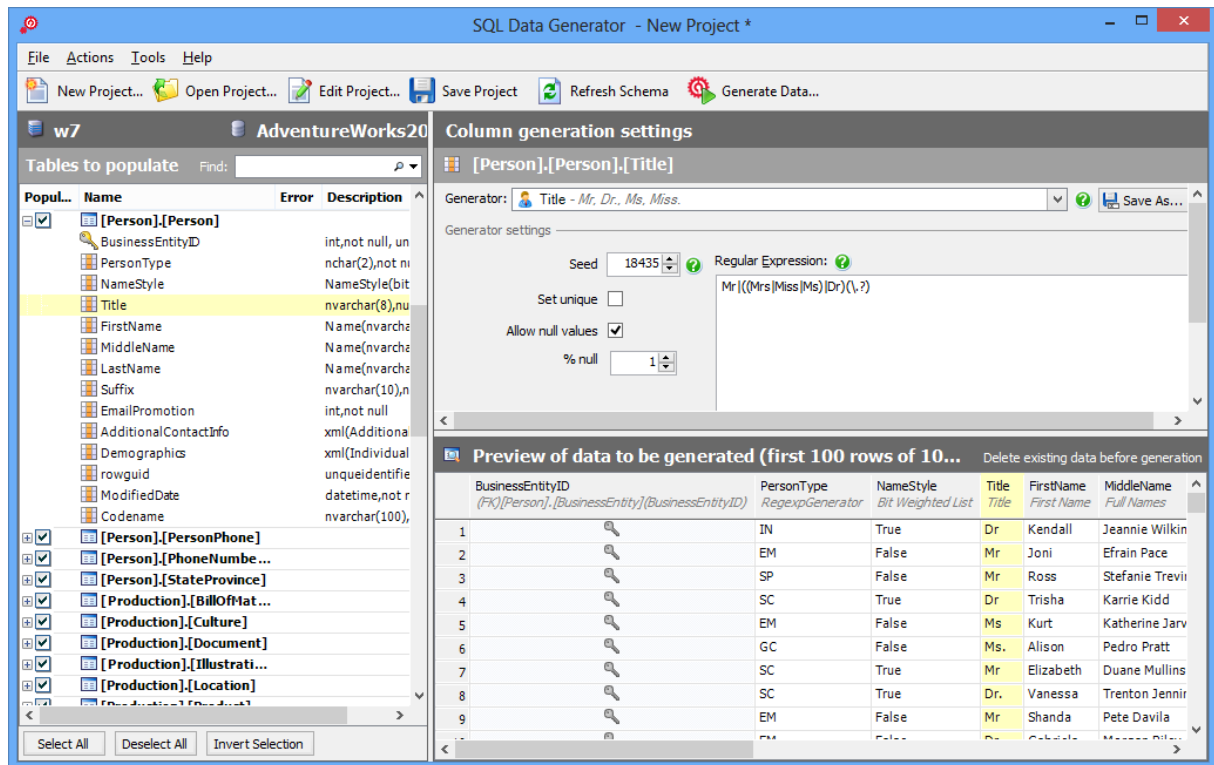 SQL Data Generator - New Project *
File Actions Tools Help
New Project... Open Project... Edit Project... Save Project Refresh Schema Generate Data...
w7 AdventureWorks20
Tables to populate Find:
Popul... Name Error Description
[Person].[Person]
BusinessEntityID int,not null, un
PersonType nchar(2),not nu
NameStyle NameStyle(bit
Title nvarchar(8),nu
FirstName Name(nvarcha
MiddleName Name(nvarcha
LastName Name(nvarcha
Suffix nvarchar(10),n
EmailPromotion int,not null
AdditionalContactInfo xml(Additiona
Demographics xml(Individual
rowguid unqueidentifie
ModifiedDate datetime,not r
Codename nvarchar(100),
[Person].[PersonPhone]
[Person].[PhoneNumbe...
[Person].[StateProvince]
[Production].[BillOfMat...
[Production].[Culture]
[Production].[Document]
[Production].[Illustrati...
[Production].[Location]
Select All Deselect All Invert Selection
Column generation settings
[Person].[Person].[Title]
Generator: Title - Mr, Dr., Ms, Miss. Save As...
Generator settings
Seed 18435 Regular Expression:
Mr|((Mrs|Miss|Ms)|Dr)(\.?)
Set unique
Allow null values
% null 1
Preview of data to be generated (first 100 rows of 10... Delete existing data before generation
BusinessEntityID PersonType NameStyle Title FirstName MiddleName
(FK)[Person].[BusinessEntity](BusinessEntityID) RegexpGenerator Bit Weighted List Title First Name Full Names
1 IN True Dr Kendall Jeannie Wilkin
2 EM False Mr Joni Efrain Pace
3 SP False Mr Ross Stefanie Trevin
4 SC True Dr Trisha Karrie Kidd
5 EM False Ms Kurt Katherine Jarv
6 GC False Ms. Alison Pedro Pratt
7 SC True Mr Elizabeth Duane Mullins
8 SC True Dr. Vanessa Trenton Jennin
9 EM False Mr Shanda Pete Davila